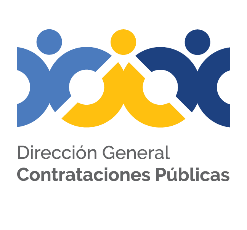 Dirección General
Contrataciones Públicas